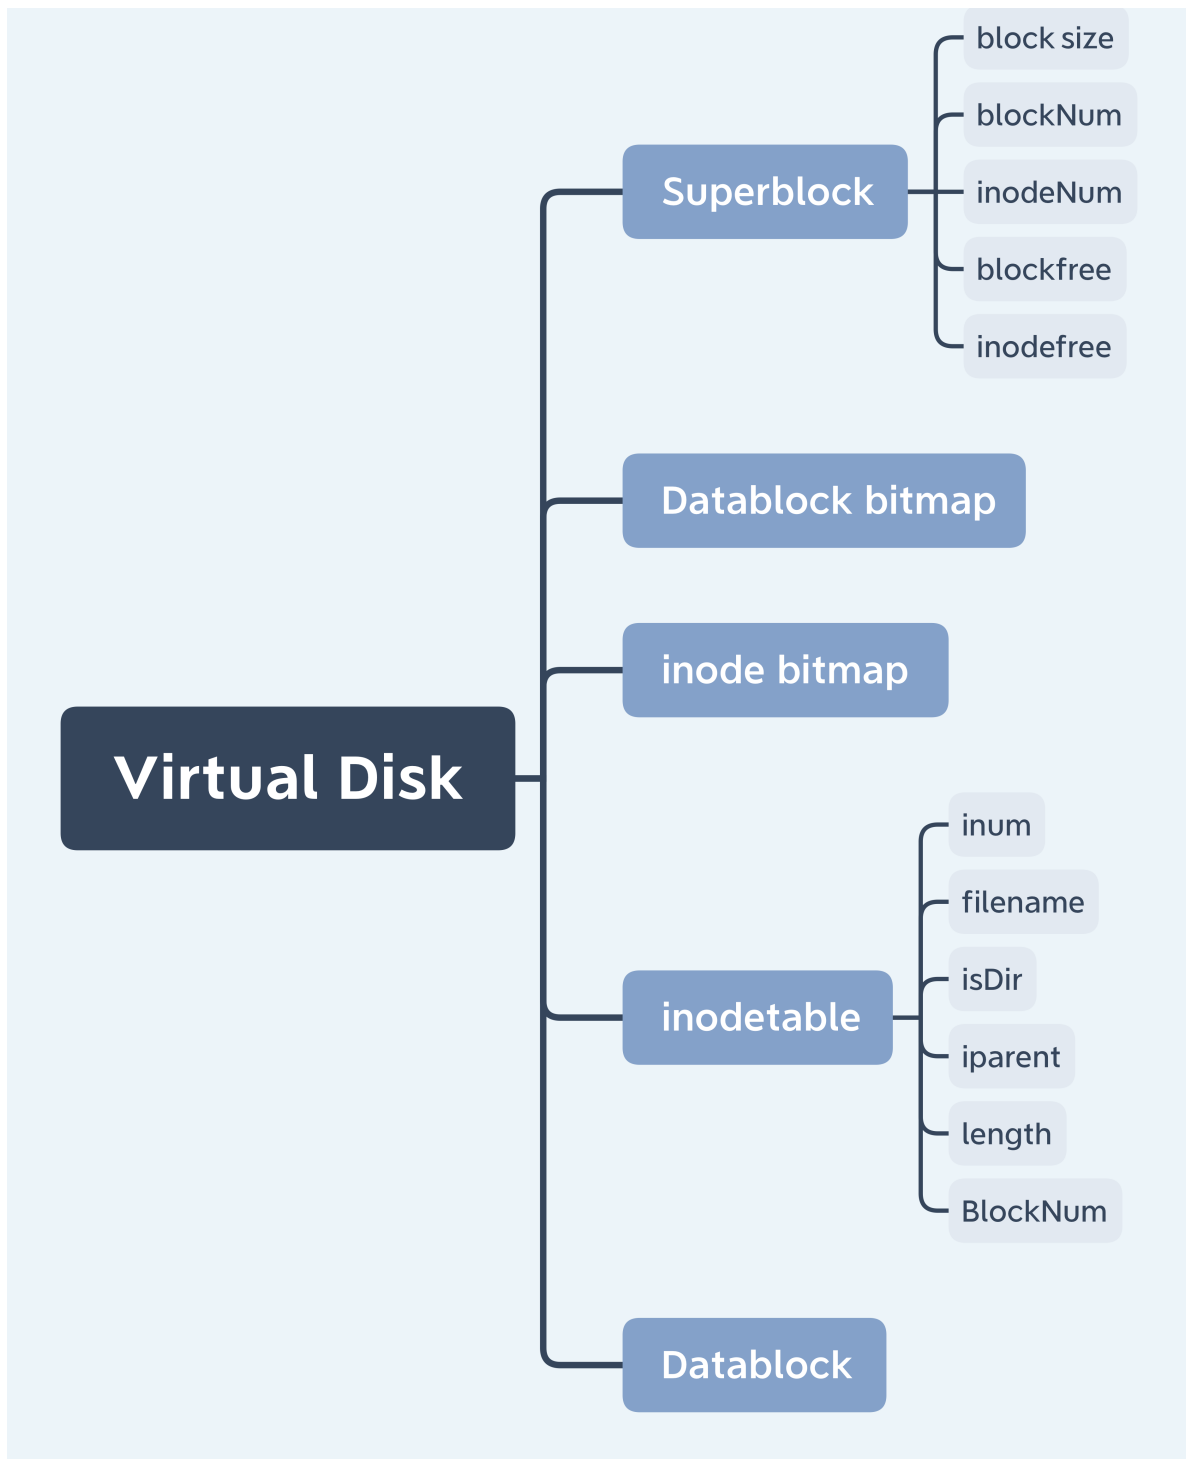 block size
blockNum
Superblock
inodeNum
blockfree
inodefree
Datablock bitmap
inode bitmap
Virtual Disk
inum
filename
isDir
inodetable
iparent
length
BlockNum
Datablock